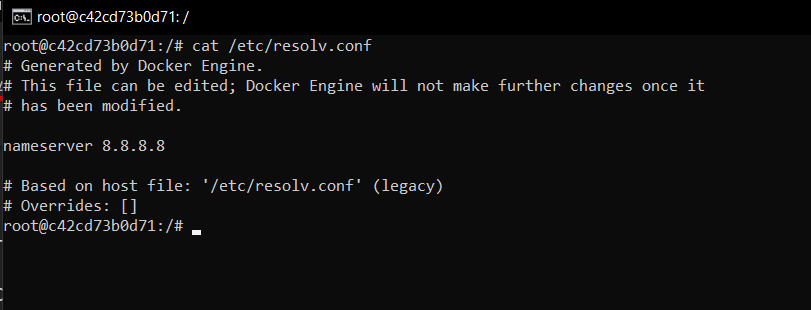 root@c42cd73b0d71: /
root@c42cd73b0d71:/# cat /etc/resolv.conf
# Generated by Docker Engine.
# This file can be edited; Docker Engine will not make further changes once it
# has been modified.
nameserver 8.8.8.8
# Based on host file: '/etc/resolv.conf' (legacy)
# Overrides: []
root@c42cd73b0d71:/#